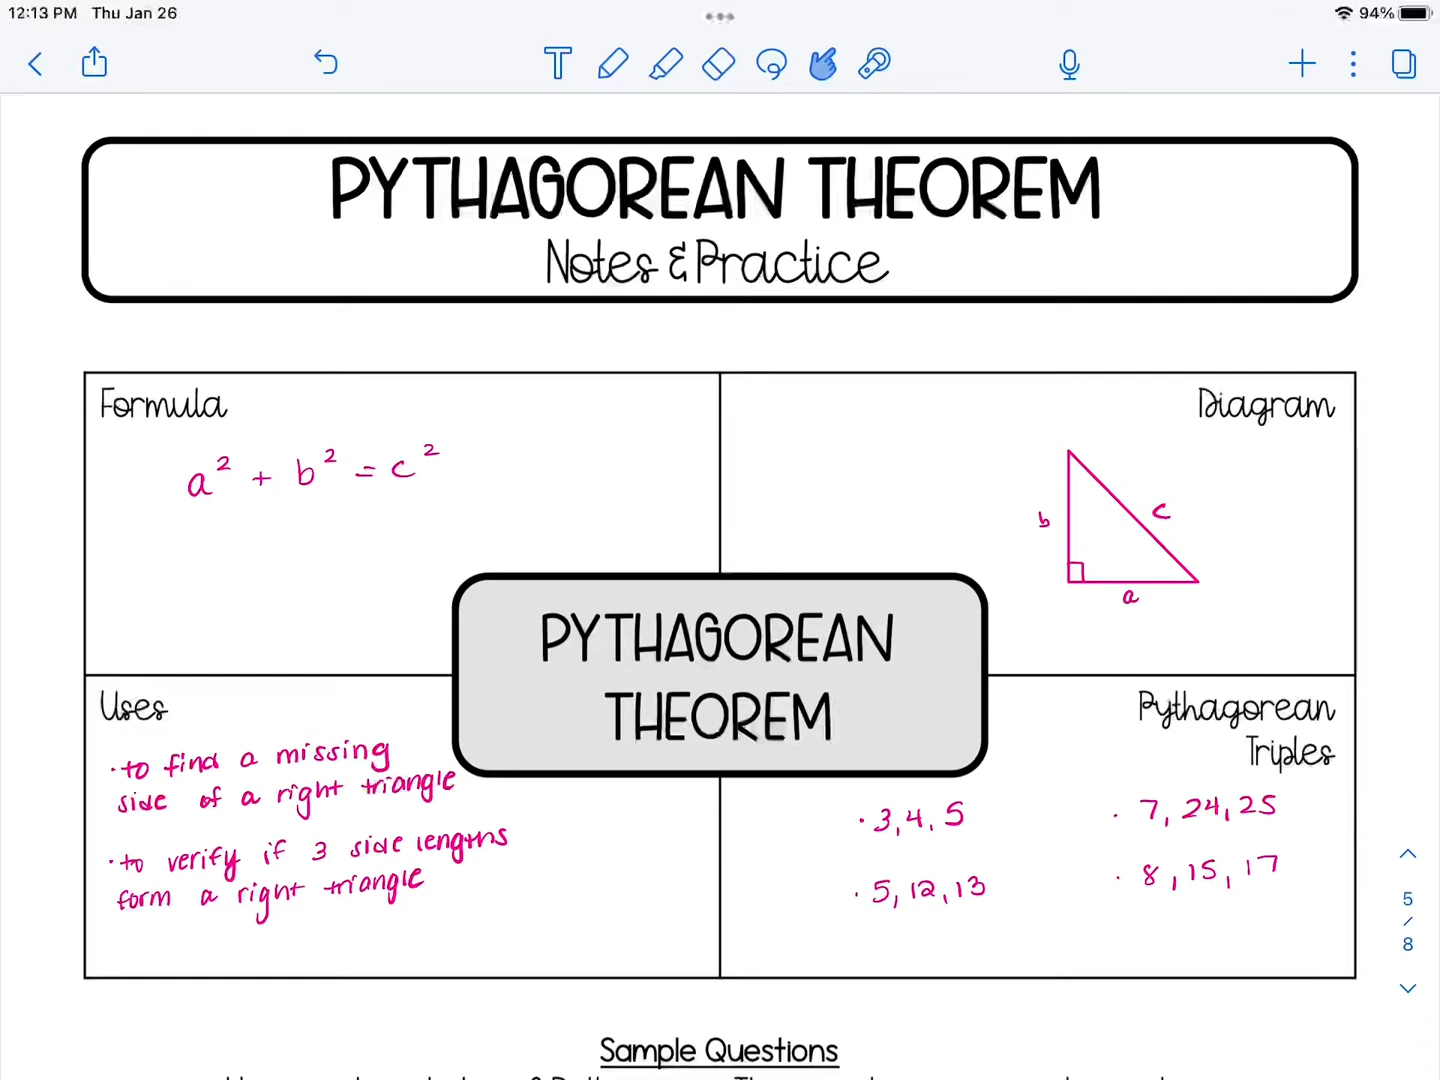 12:13 PM Thu Jan 26
94%
PYTHAGOREAN THEOREM
Notes & Practice
Formula
a² + b² = c²
Diagram
b
c
a
PYTHAGOREAN
THEOREM
Uses
· to find a missing
side of a right triangle
· to verify if 3 side lengths
form a right triangle
Pythagorean
Triples
· 3, 4, 5
· 7, 24, 25
· 5, 12, 13
· 8, 15, 17
5
/
8
Sample Questions